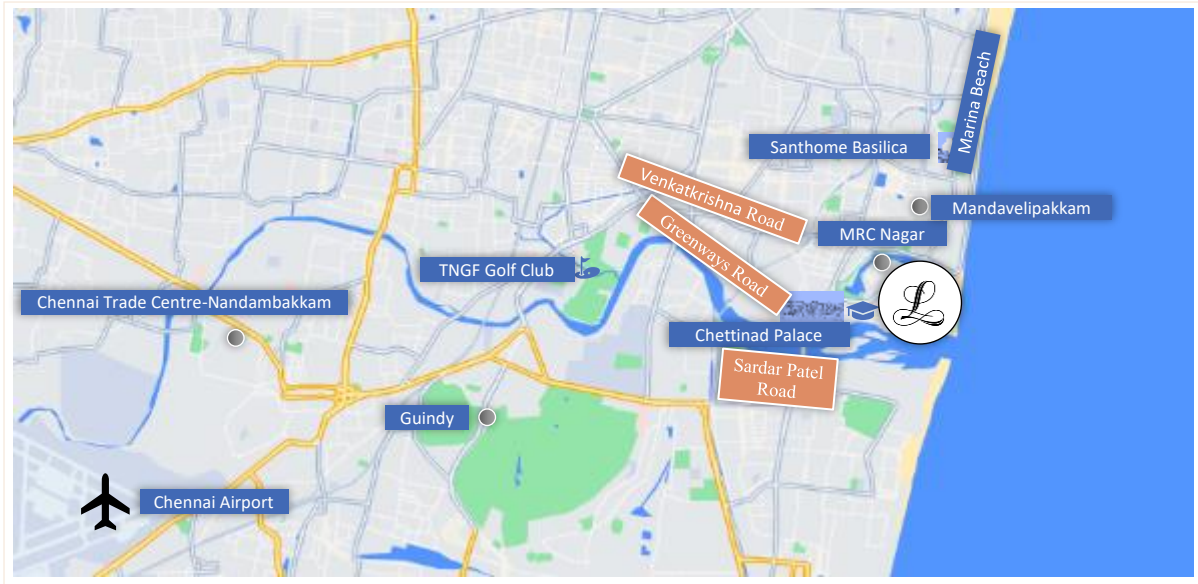 Marina Beach
Santhome Basilica
Venkatkrishna Road
Mandavelipakkam
MRC Nagar
Greenways Road
TNGF Golf Club
Chennai Trade Centre-Nandambakkam
L
Chettinad Palace
Sardar Patel
Road
Guindy
Chennai Airport